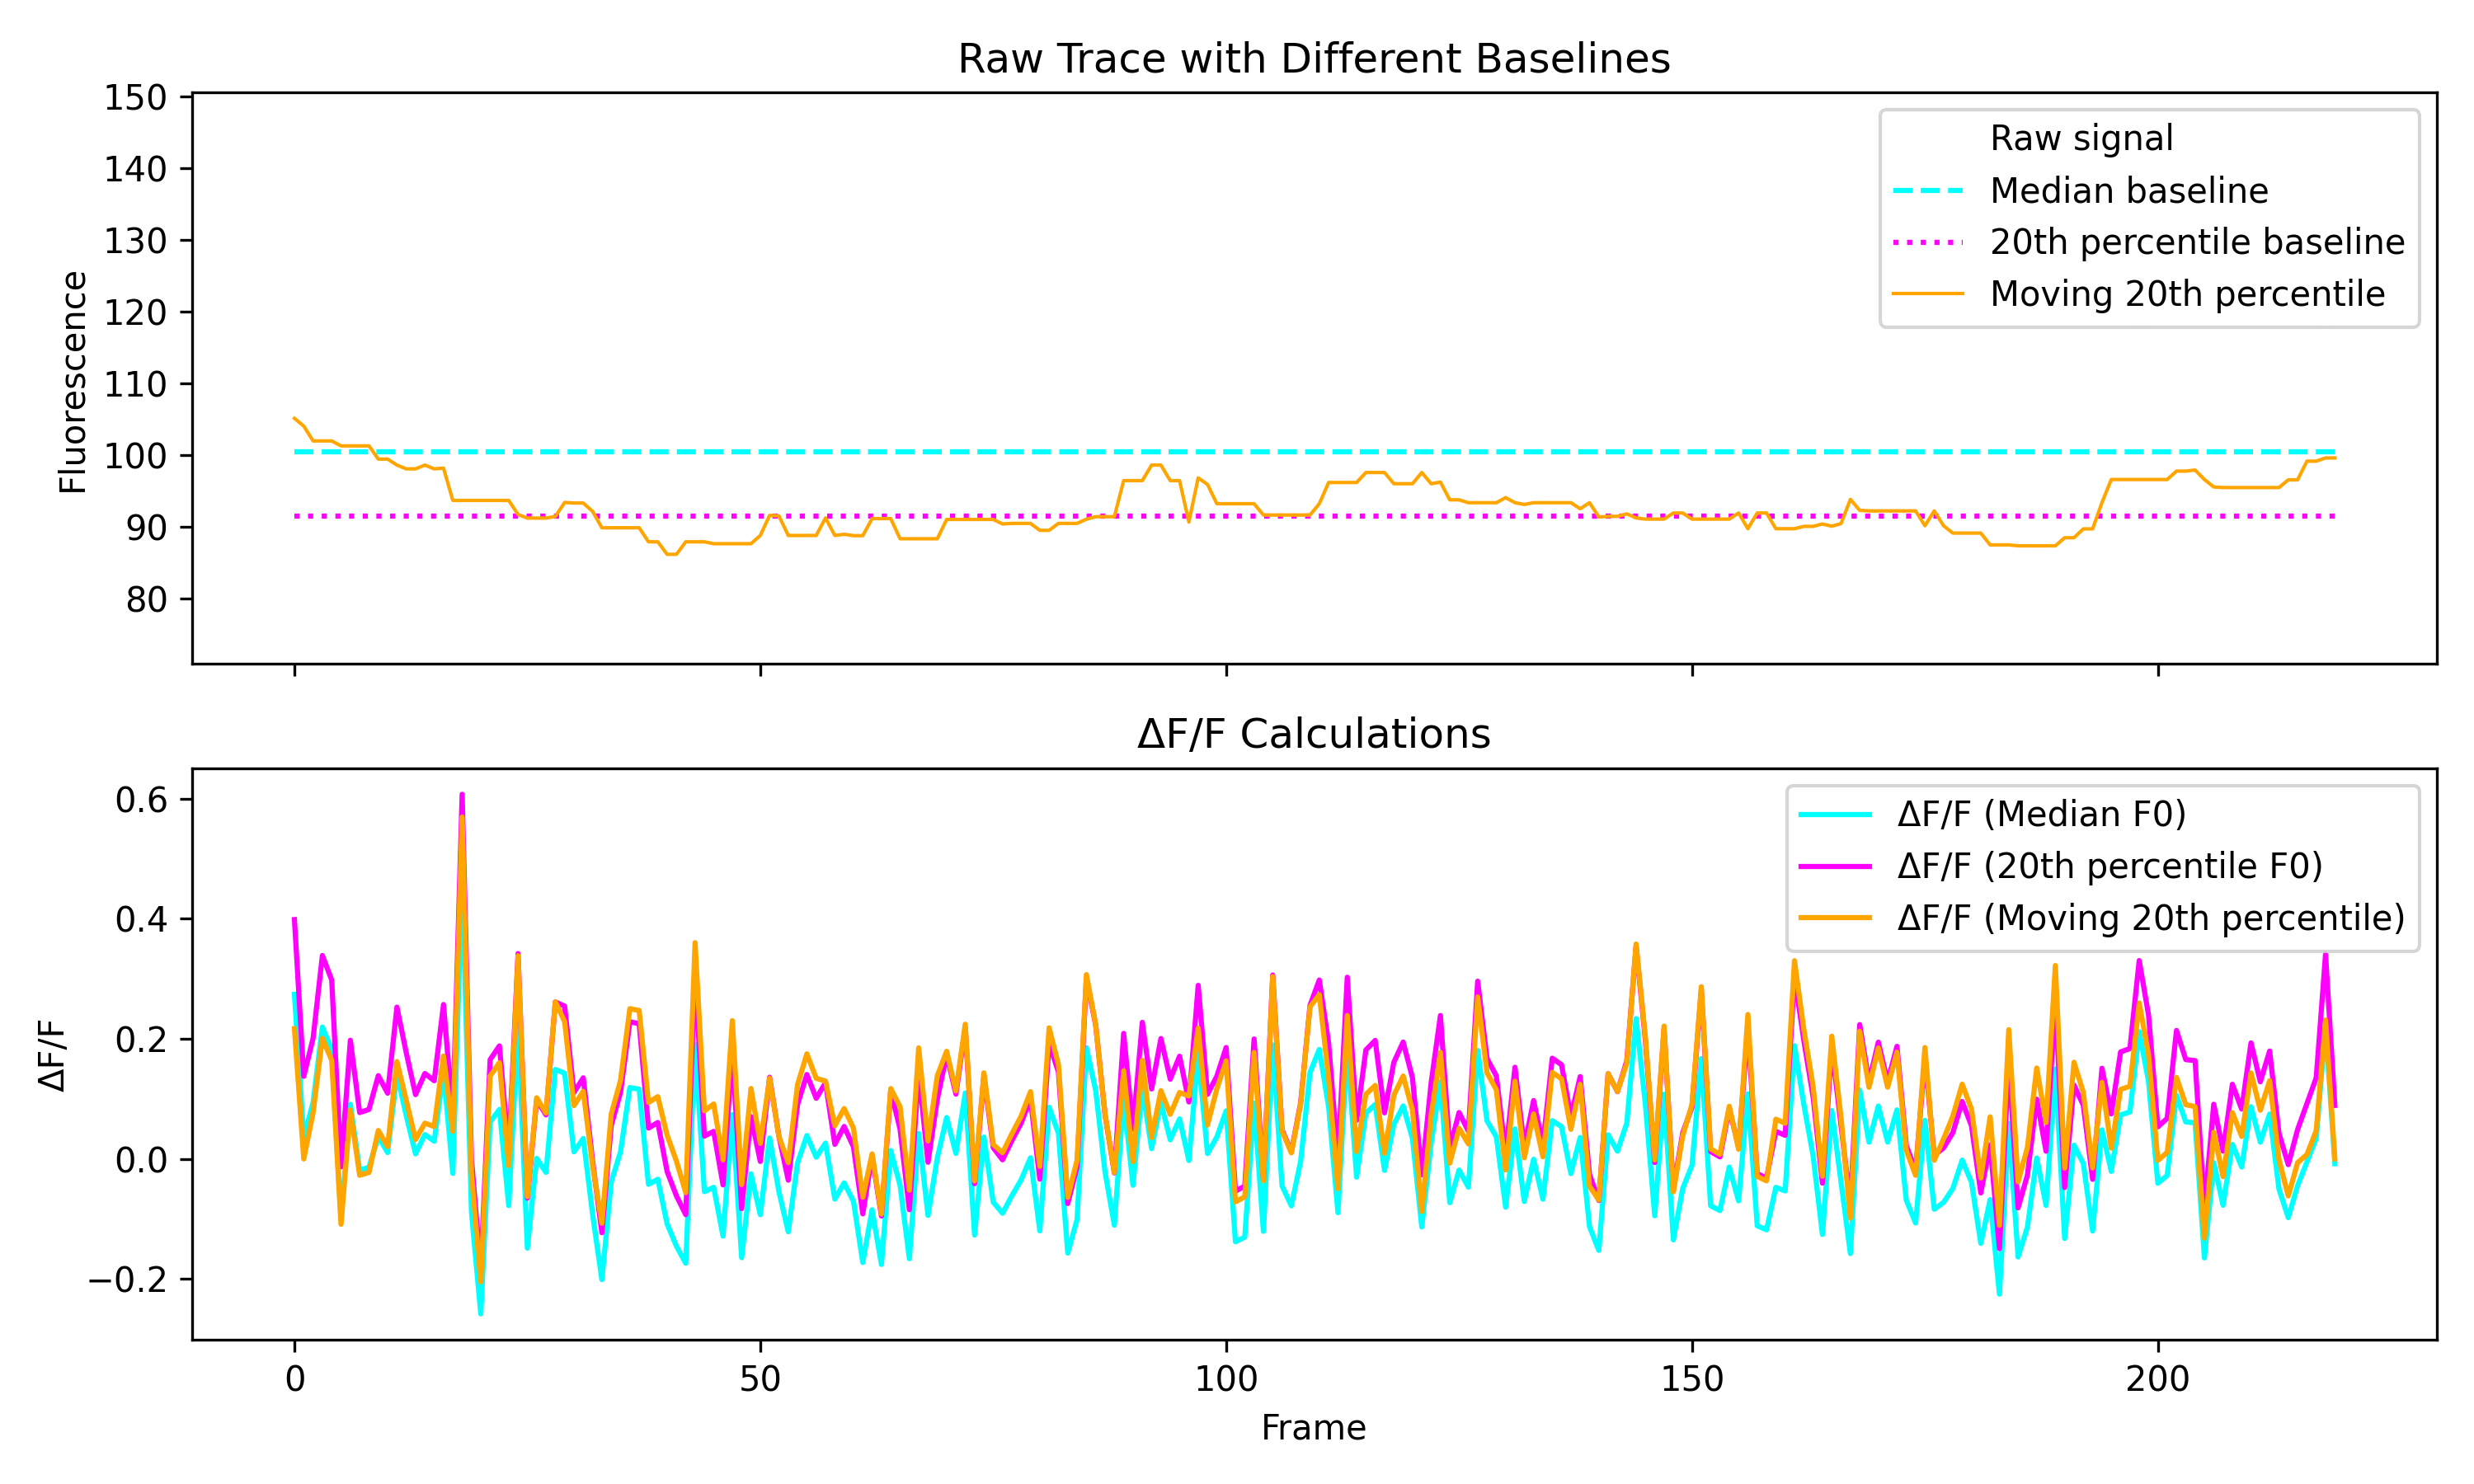 Raw Trace with Different Baselines
150
140
130
120
110
100
90
80
Fluorescence
Raw signal
Median baseline
20th percentile baseline
Moving 20th percentile
ΔF/F Calculations
0.6
0.4
0.2
0.0
−0.2
ΔF/F
ΔF/F (Median F0)
ΔF/F (20th percentile F0)
ΔF/F (Moving 20th percentile)
0 50 100 150 200
Frame